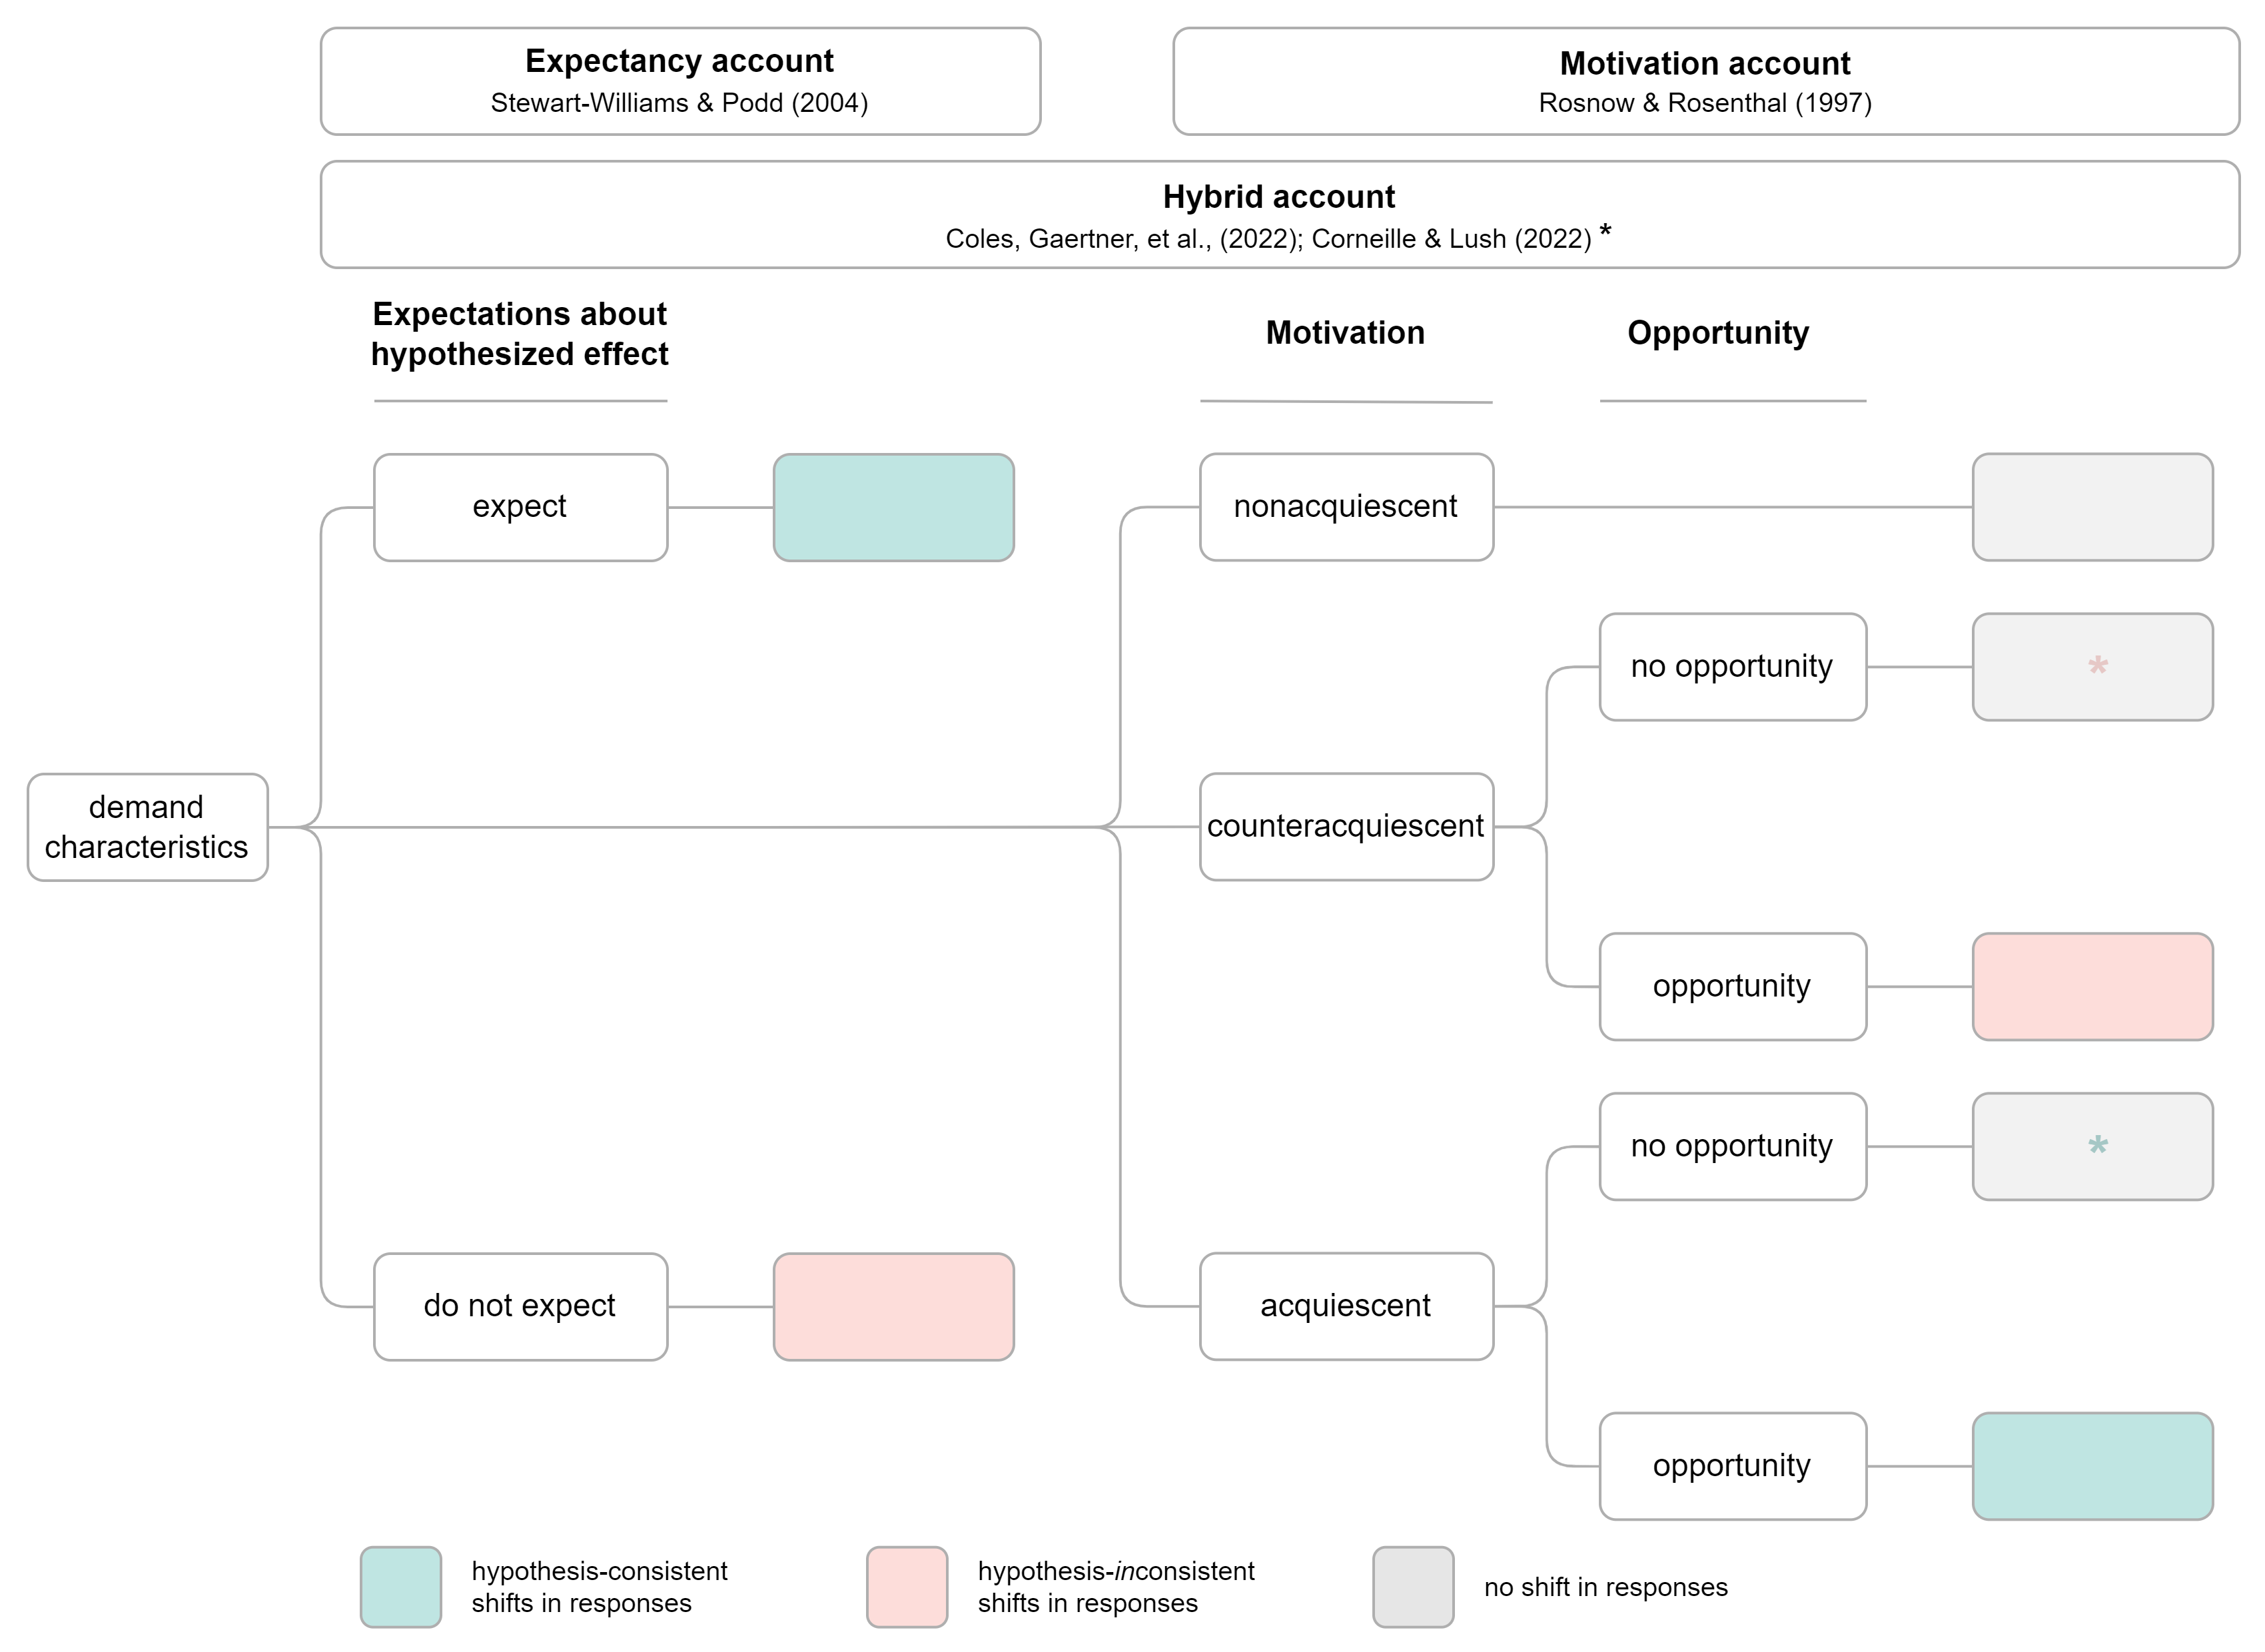 Expectancy account
Stewart-Williams & Podd (2004)
Motivation account
Rosnow & Rosenthal (1997)
Hybrid account
Coles, Gaertner, et al., (2022); Corneille & Lush (2022) *
Expectations about
hypothesized effect
Motivation
Opportunity
expect
nonacquiescent
no opportunity
*
demand
characteristics
counteracquiescent
opportunity
no opportunity
*
do not expect
acquiescent
opportunity
hypothesis-consistent
shifts in responses
hypothesis-inconsistent
shifts in responses
no shift in responses